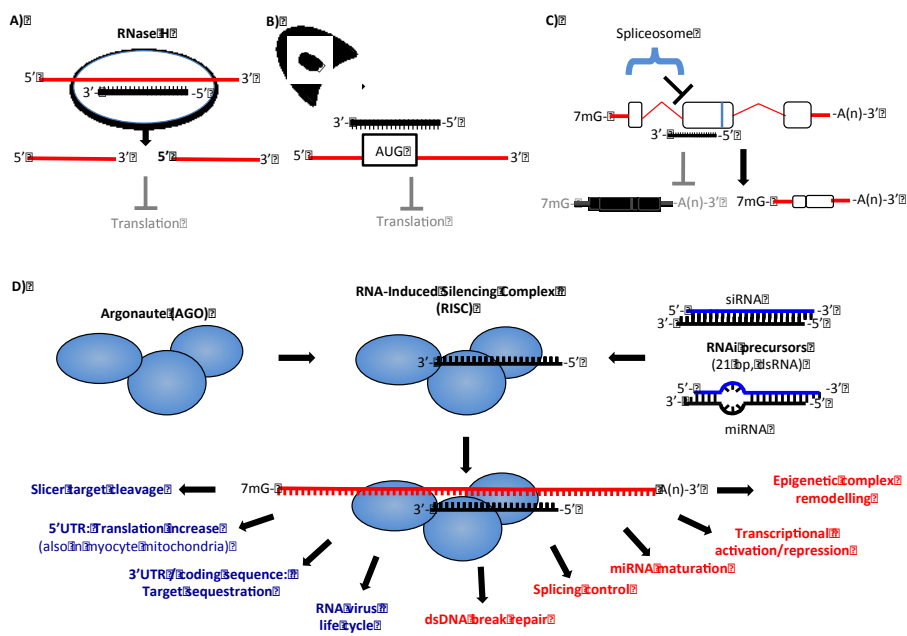 A)
RNase H
5’
3’
3’-
-5’
5’
3’
5’
3’
Translation
B)
3’-
-5’
5’
AUG
3’
Translation
C)
Spliceosome
7mG-
-A(n)-3’
3’-
-5’
7mG-
-A(n)-3’
7mG-
-A(n)-3’
D)
Argonaute (AGO)
RNA-Induced Silencing Complex
(RISC)
3’-
-5’
siRNA
5’-
-3’
3’-
-5’
RNAi precursors
(21 bp, dsRNA)
5’-
-3’
3’-
-5’
miRNA
7mG-
A(n)-3’
3’-
-5’
Slicer target cleavage
5’UTR: Translation increase
(also in myocyte mitochondria)
3’UTR / coding sequence:
Target sequestration
RNA virus
life cycle
dsDNA break repair
Splicing control
miRNA maturation
Transcriptional
activation/repression
Epigenetic complex
remodelling